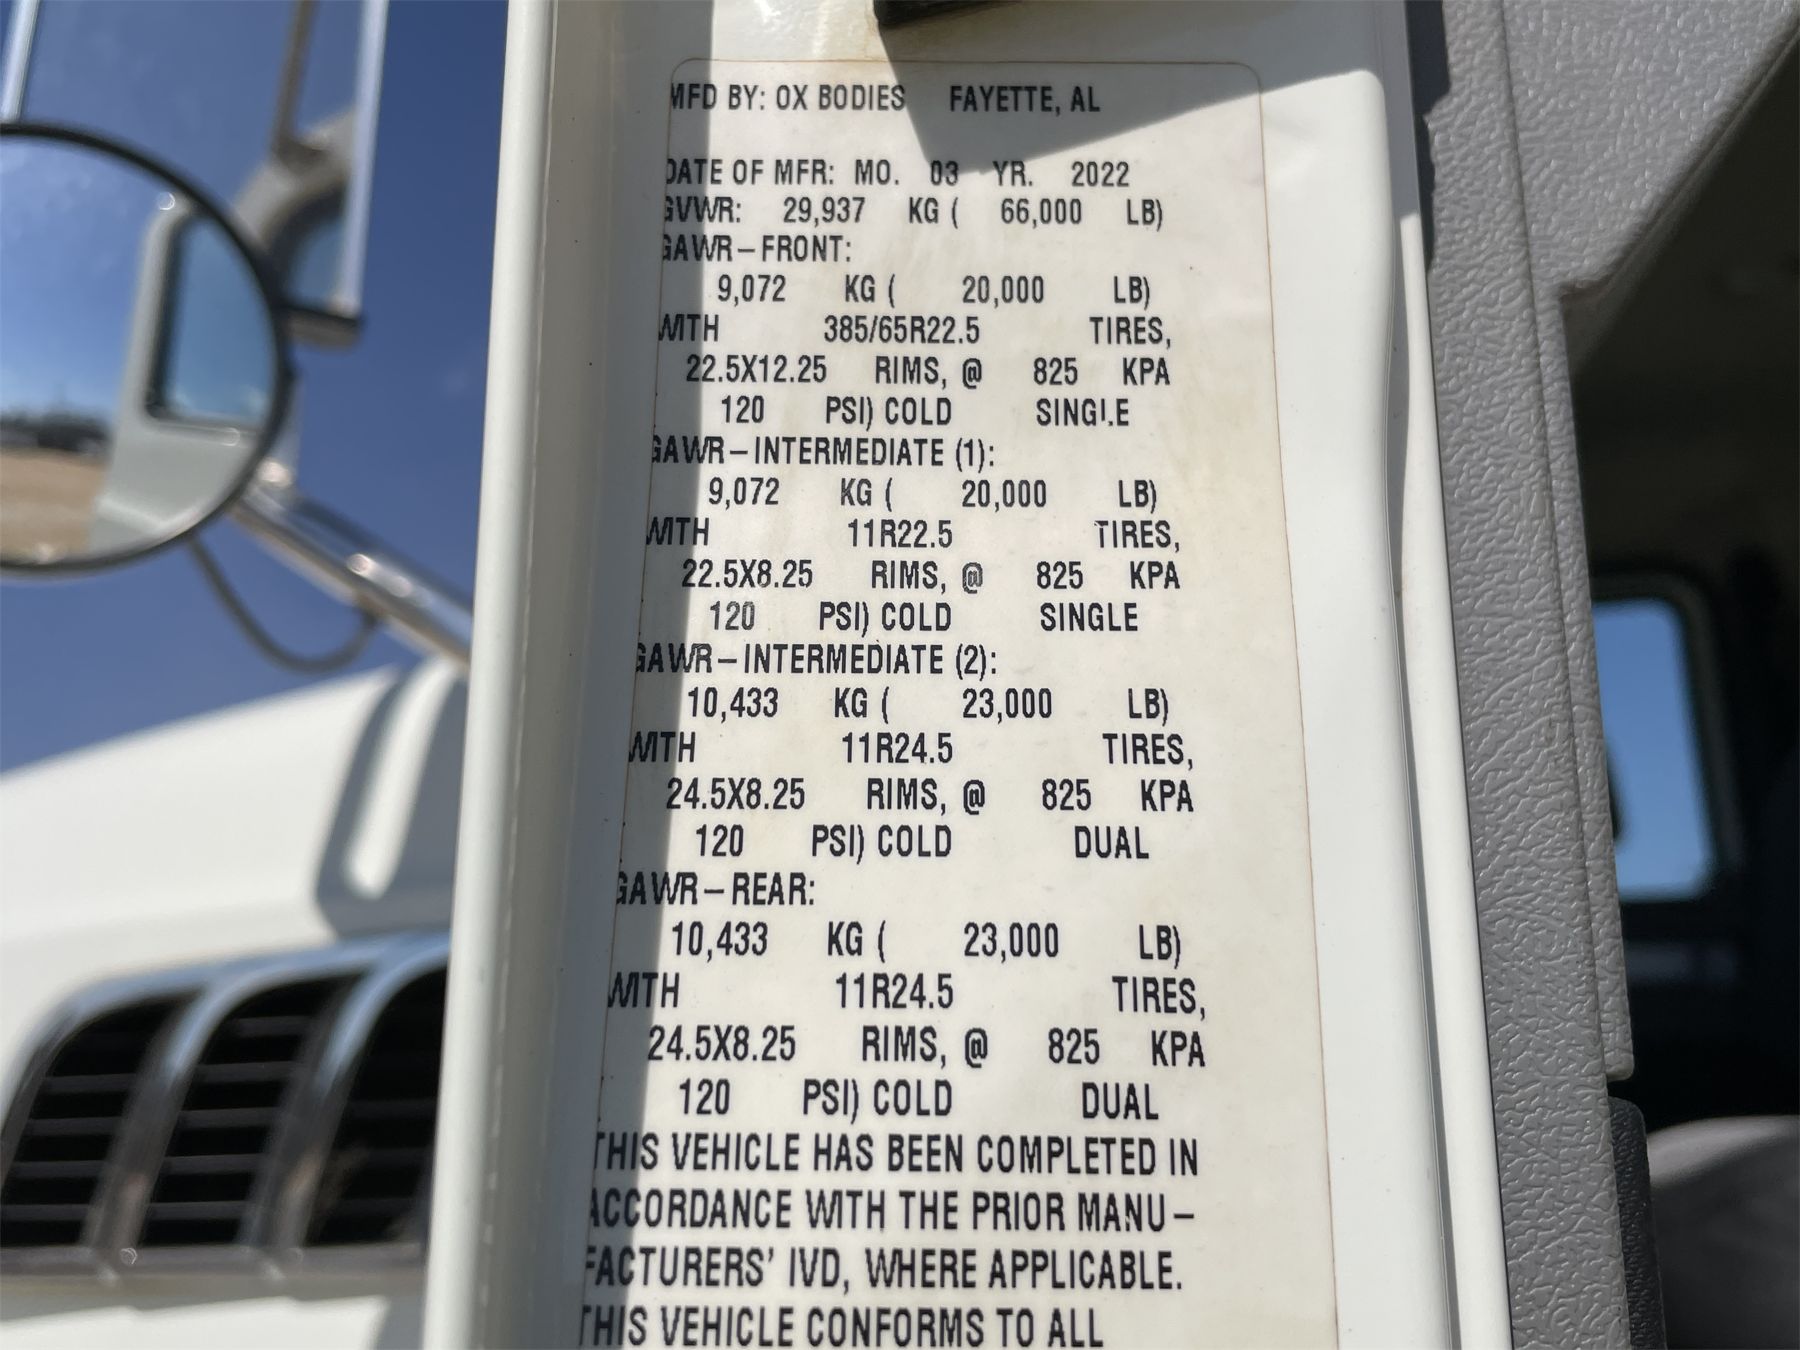 MFD BY: OX BODIES FAYETTE, AL
DATE OF MFR: MO. 03 YR. 2022
GVWR: 29,937 KG ( 66,000 LB)
GAWR-FRONT:
9,072 KG ( 20,000 LB)
WITH 385/65R22.5 TIRES,
22.5X12.25 RIMS, @ 825 KPA
120 PSI) COLD SINGLE
GAWR-INTERMEDIATE (1):
9,072 KG ( 20,000 LB)
WITH 11R22.5 TIRES,
22.5X8.25 RIMS, @ 825 KPA
120 PSI) COLD SINGLE
GAWR-INTERMEDIATE (2):
10,433 KG ( 23,000 LB)
WITH 11R24.5 TIRES,
24.5X8.25 RIMS, @ 825 KPA
120 PSI) COLD DUAL
GAWR-REAR:
10,433 KG ( 23,000 LB)
WITH 11R24.5 TIRES,
24.5X8.25 RIMS, @ 825 KPA
120 PSI) COLD DUAL
THIS VEHICLE HAS BEEN COMPLETED IN
ACCORDANCE WITH THE PRIOR MANU-
FACTURERS' IVD, WHERE APPLICABLE.
THIS VEHICLE CONFORMS TO ALL